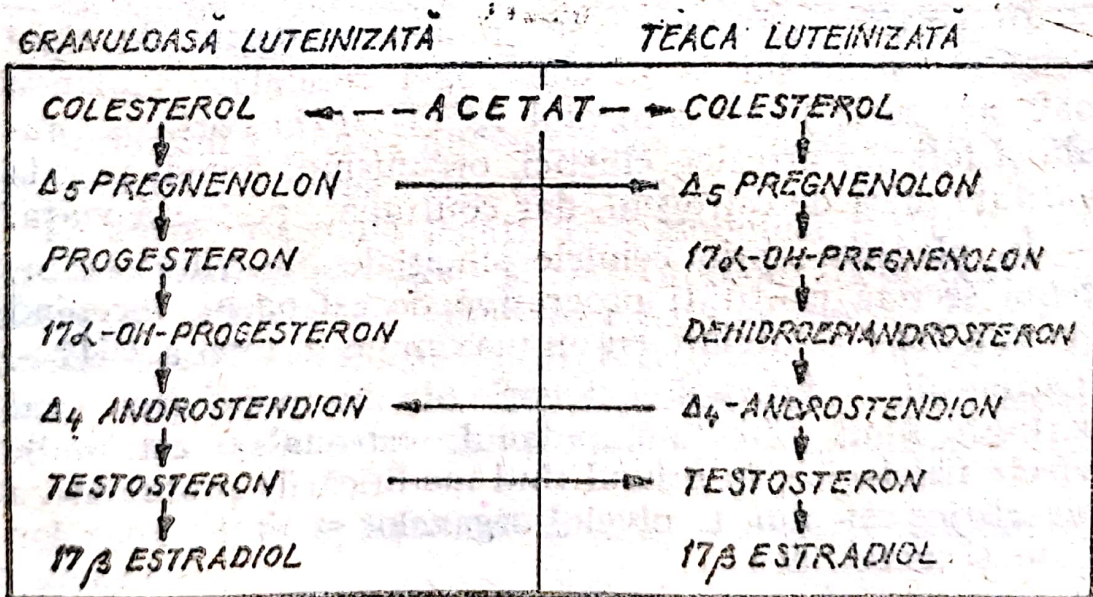 GRANULOASĂ LUTEINIZATĂ TEACA LUTEINIZATĂ
COLESTEROL ACETAT COLESTEROL
Δ5 PREGNENOLON Δ5 PREGNENOLON
PROGESTERON 17α-OH-PREGNENOLON
17α-OH-PROGESTERON DEHIDROEPIANDROSTERON
Δ4 ANDROSTENDION Δ4-ANDROSTENDION
TESTOSTERON TESTOSTERON
17β ESTRADIOL 17β ESTRADIOL